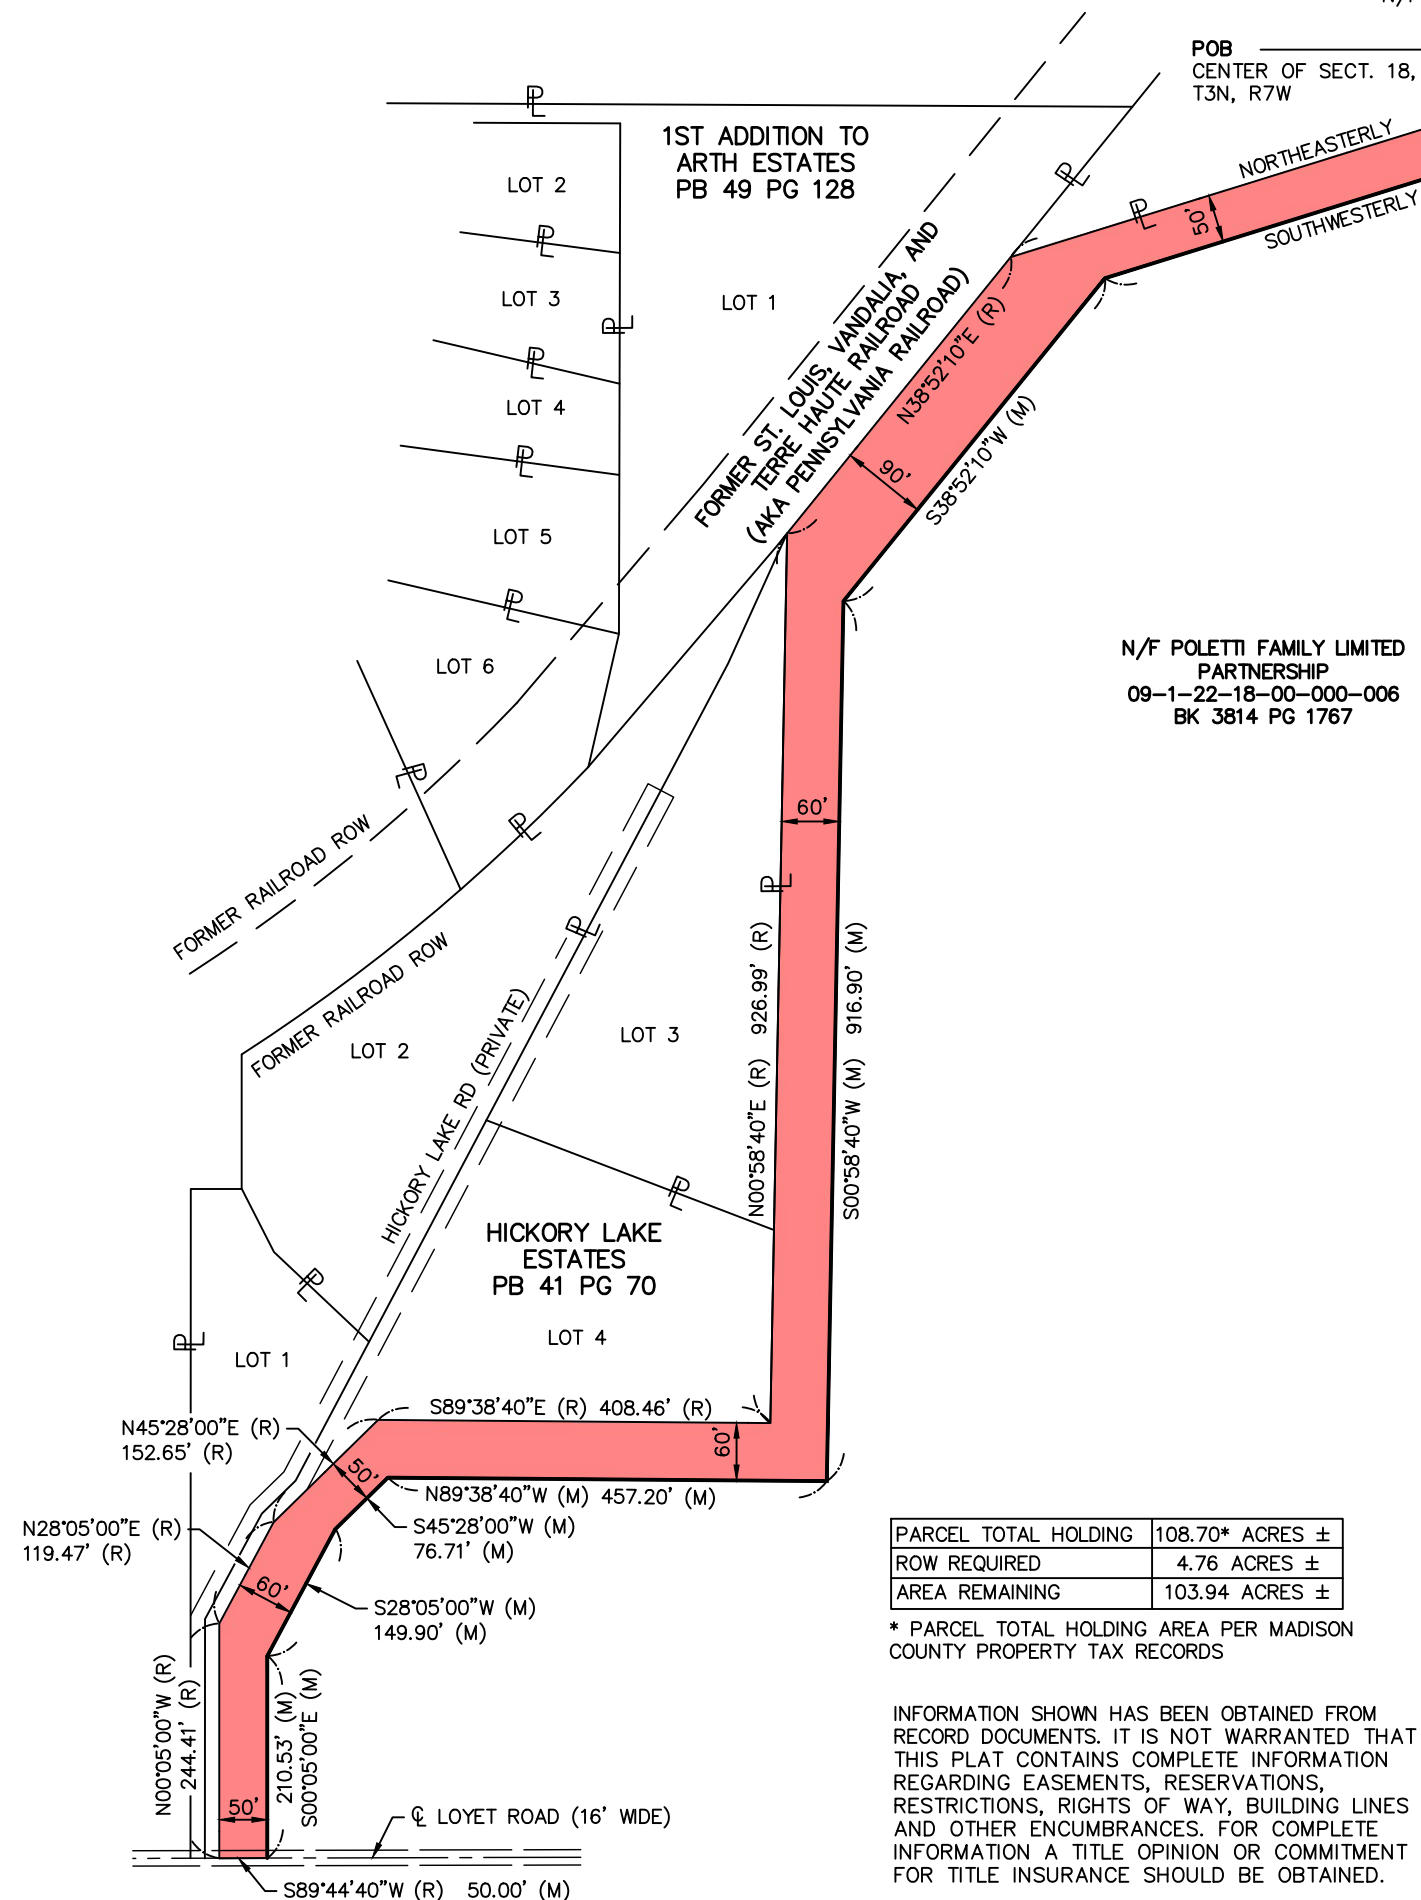 POB
CENTER OF SECT. 18,
T3N, R7W
NORTHEASTERLY
SOUTHWESTERLY
50'
1ST ADDITION TO
ARTH ESTATES
PB 49 PG 128
LOT 2
LOT 3
LOT 1
LOT 4
LOT 5
LOT 6
FORMER ST. LOUIS, VANDALIA, AND
TERRE HAUTE RAILROAD
(AKA PENNSYLVANIA RAILROAD)
N38°52'10"E (R)
90'
S38°52'10"W (M)
N/F POLETTI FAMILY LIMITED
PARTNERSHIP
09-1-22-18-00-000-006
BK 3814 PG 1767
60'
FORMER RAILROAD ROW
FORMER RAILROAD ROW
LOT 2
LOT 3
HICKORY LAKE RD (PRIVATE)
N00°58'40"E (R) 926.99' (R)
S00°58'40"W (M) 916.90' (M)
HICKORY LAKE
ESTATES
PB 41 PG 70
LOT 4
LOT 1
S89°38'40"E (R) 408.46' (R)
60'
N45°28'00"E (R)
152.65' (R)
50'
N89°38'40"W (M) 457.20' (M)
S45°28'00"W (M)
76.71' (M)
N28°05'00"E (R)
119.47' (R)
60'
S28°05'00"W (M)
149.90' (M)
N00°05'00"W (R)
244.41' (R)
210.53' (M)
S00°05'00"E (M)
50'
℄ LOYET ROAD (16' WIDE)
S89°44'40"W (R) 50.00' (M)
PARCEL TOTAL HOLDING 108.70* ACRES ±
ROW REQUIRED 4.76 ACRES ±
AREA REMAINING 103.94 ACRES ±
* PARCEL TOTAL HOLDING AREA PER MADISON
COUNTY PROPERTY TAX RECORDS
INFORMATION SHOWN HAS BEEN OBTAINED FROM
RECORD DOCUMENTS. IT IS NOT WARRANTED THAT
THIS PLAT CONTAINS COMPLETE INFORMATION
REGARDING EASEMENTS, RESERVATIONS,
RESTRICTIONS, RIGHTS OF WAY, BUILDING LINES
AND OTHER ENCUMBRANCES. FOR COMPLETE
INFORMATION A TITLE OPINION OR COMMITMENT
FOR TITLE INSURANCE SHOULD BE OBTAINED.